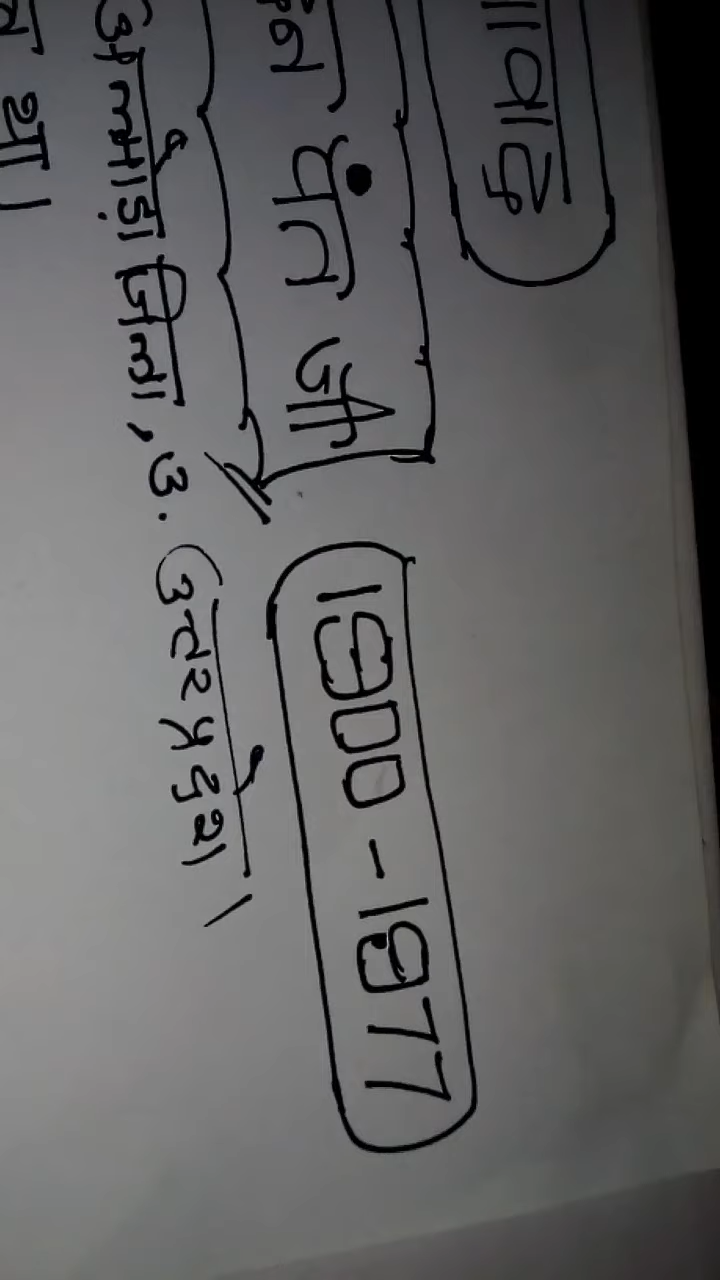 ावाद
पंत जी 1900 - 1977
अल्मोड़ा जिला, उ. उत्तरप्रदेश।
था।